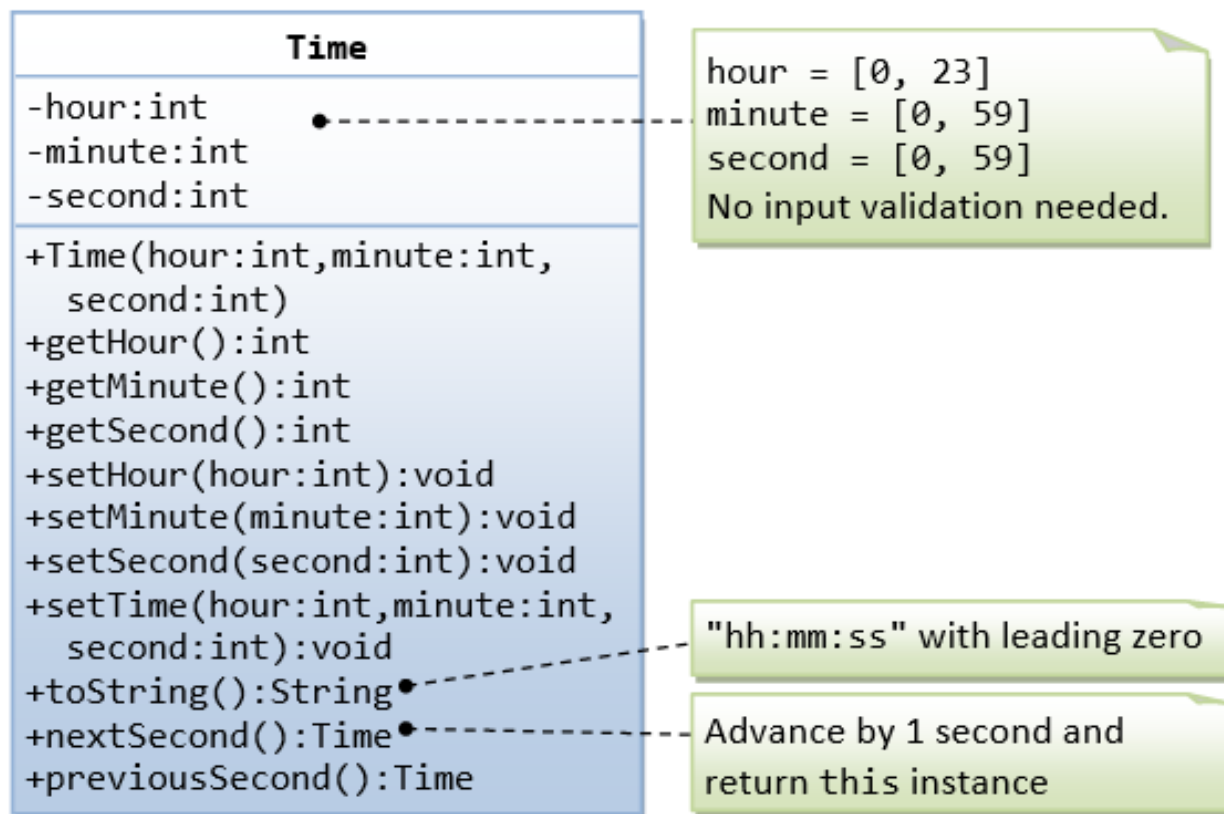 Time
-hour:int
-minute:int
-second:int
+Time(hour:int,minute:int,
second:int)
+getHour():int
+getMinute():int
+getSecond():int
+setHour(hour:int):void
+setMinute(minute:int):void
+setSecond(second:int):void
+setTime(hour:int,minute:int,
second:int):void
+toString():String
+nextSecond():Time
+previousSecond():Time
hour = [0, 23]
minute = [0, 59]
second = [0, 59]
No input validation needed.
"hh:mm:ss" with leading zero
Advance by 1 second and
return this instance